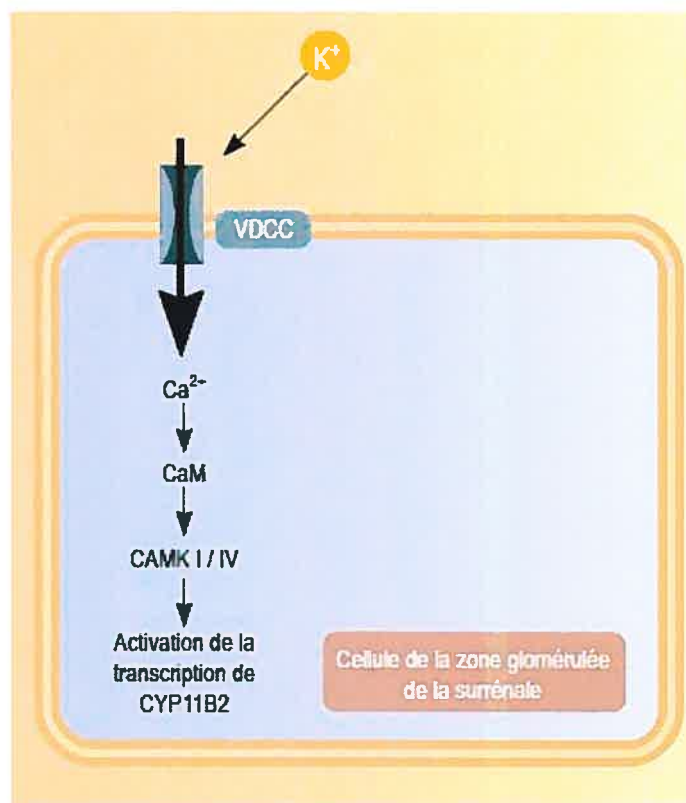 K⁺
VDCC
Ca²⁺
CaM
CAMK I / IV
Activation de la
transcription de
CYP11B2
Cellule de la zone glomérulée
de la surrénale